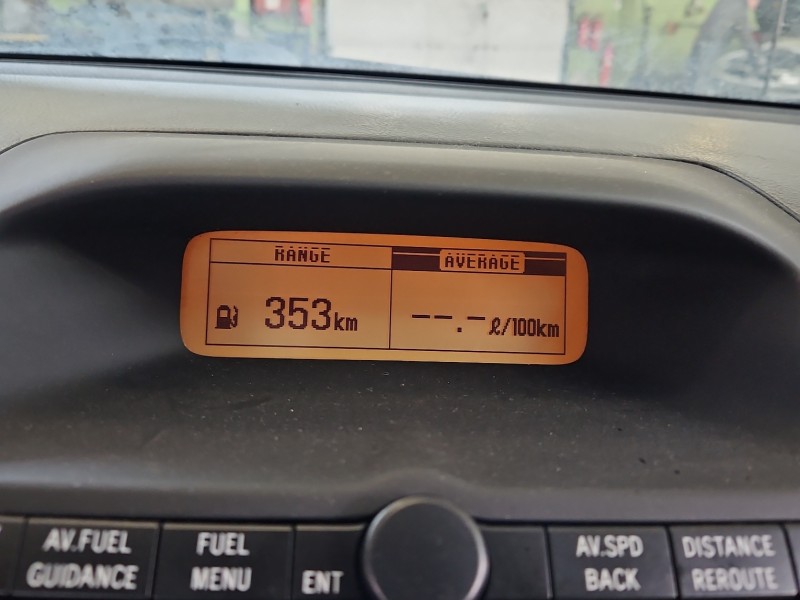 RANGE AVERAGE
353km --.-ℓ/100km
AV.FUEL FUEL AV.SPD DISTANCE
GUIDANCE MENU ENT BACK REROUTE